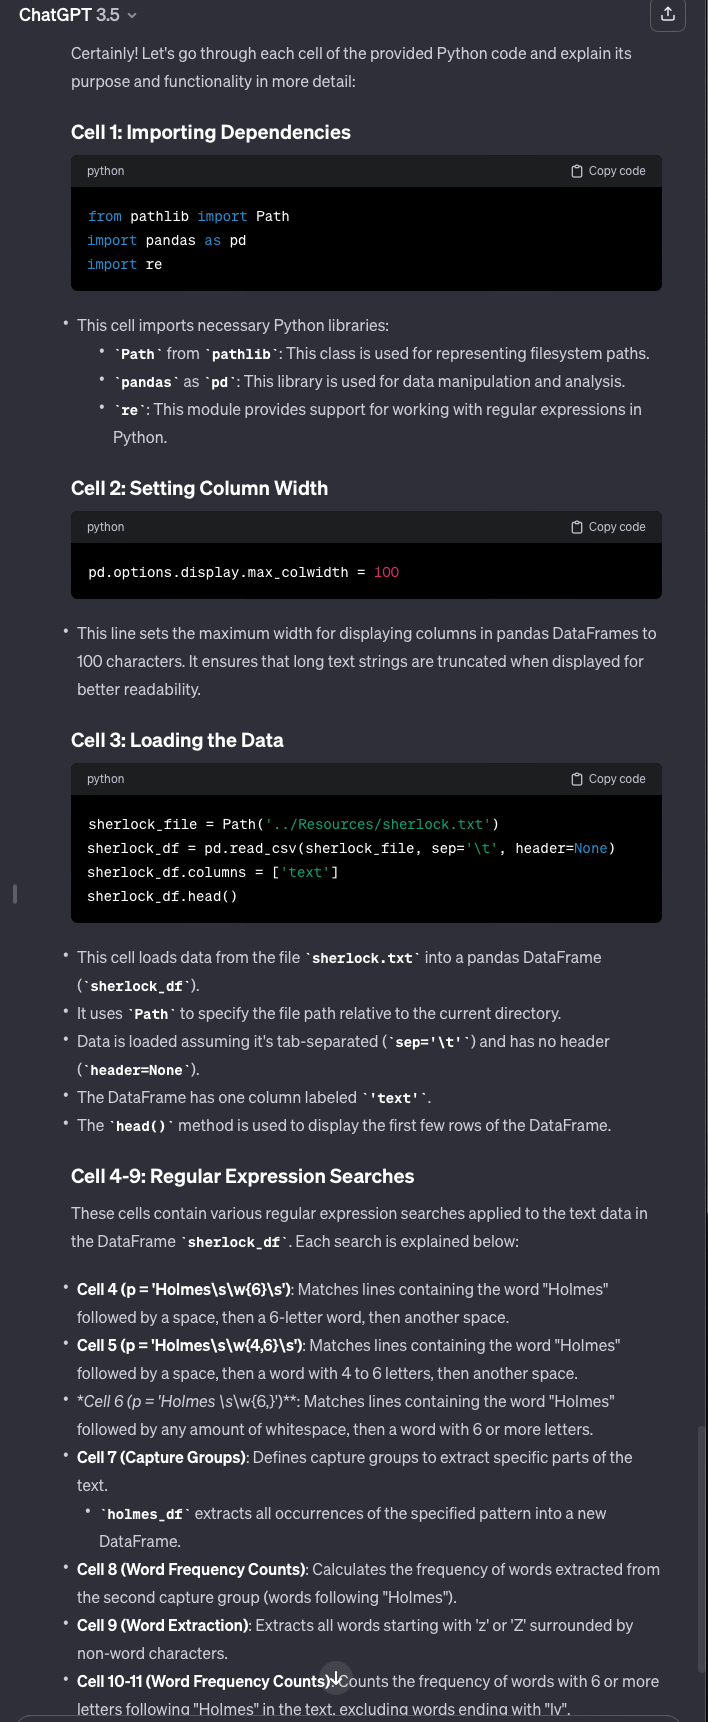 ChatGPT 3.5
Certainly! Let's go through each cell of the provided Python code and explain its
purpose and functionality in more detail:
Cell 1: Importing Dependencies
python Copy code
from pathlib import Path
import pandas as pd
import re
• This cell imports necessary Python libraries:
• `Path` from `pathlib`: This class is used for representing filesystem paths.
• `pandas` as `pd`: This library is used for data manipulation and analysis.
• `re`: This module provides support for working with regular expressions in
Python.
Cell 2: Setting Column Width
python Copy code
pd.options.display.max_colwidth = 100
• This line sets the maximum width for displaying columns in pandas DataFrames to
100 characters. It ensures that long text strings are truncated when displayed for
better readability.
Cell 3: Loading the Data
python Copy code
sherlock_file = Path('../Resources/sherlock.txt')
sherlock_df = pd.read_csv(sherlock_file, sep='\t', header=None)
sherlock_df.columns = ['text']
sherlock_df.head()
• This cell loads data from the file `sherlock.txt` into a pandas DataFrame
(`sherlock_df`).
• It uses `Path` to specify the file path relative to the current directory.
• Data is loaded assuming it's tab-separated (`sep='\t'`) and has no header
(`header=None`).
• The DataFrame has one column labeled `'text'`.
• The `head()` method is used to display the first few rows of the DataFrame.
Cell 4-9: Regular Expression Searches
These cells contain various regular expression searches applied to the text data in
the DataFrame `sherlock_df`. Each search is explained below:
• Cell 4 (p = 'Holmes\s\w{6}\s'): Matches lines containing the word "Holmes"
followed by a space, then a 6-letter word, then another space.
• Cell 5 (p = 'Holmes\s\w{4,6}\s'): Matches lines containing the word "Holmes"
followed by a space, then a word with 4 to 6 letters, then another space.
• *Cell 6 (p = 'Holmes \s\w{6,}')**: Matches lines containing the word "Holmes"
followed by any amount of whitespace, then a word with 6 or more letters.
• Cell 7 (Capture Groups): Defines capture groups to extract specific parts of the
text.
• `holmes_df` extracts all occurrences of the specified pattern into a new
DataFrame.
• Cell 8 (Word Frequency Counts): Calculates the frequency of words extracted from
the second capture group (words following "Holmes").
• Cell 9 (Word Extraction): Extracts all words starting with 'z' or 'Z' surrounded by
non-word characters.
• Cell 10-11 (Word Frequency Counts): Counts the frequency of words with 6 or more
letters following "Holmes" in the text, excluding words ending with "ly".